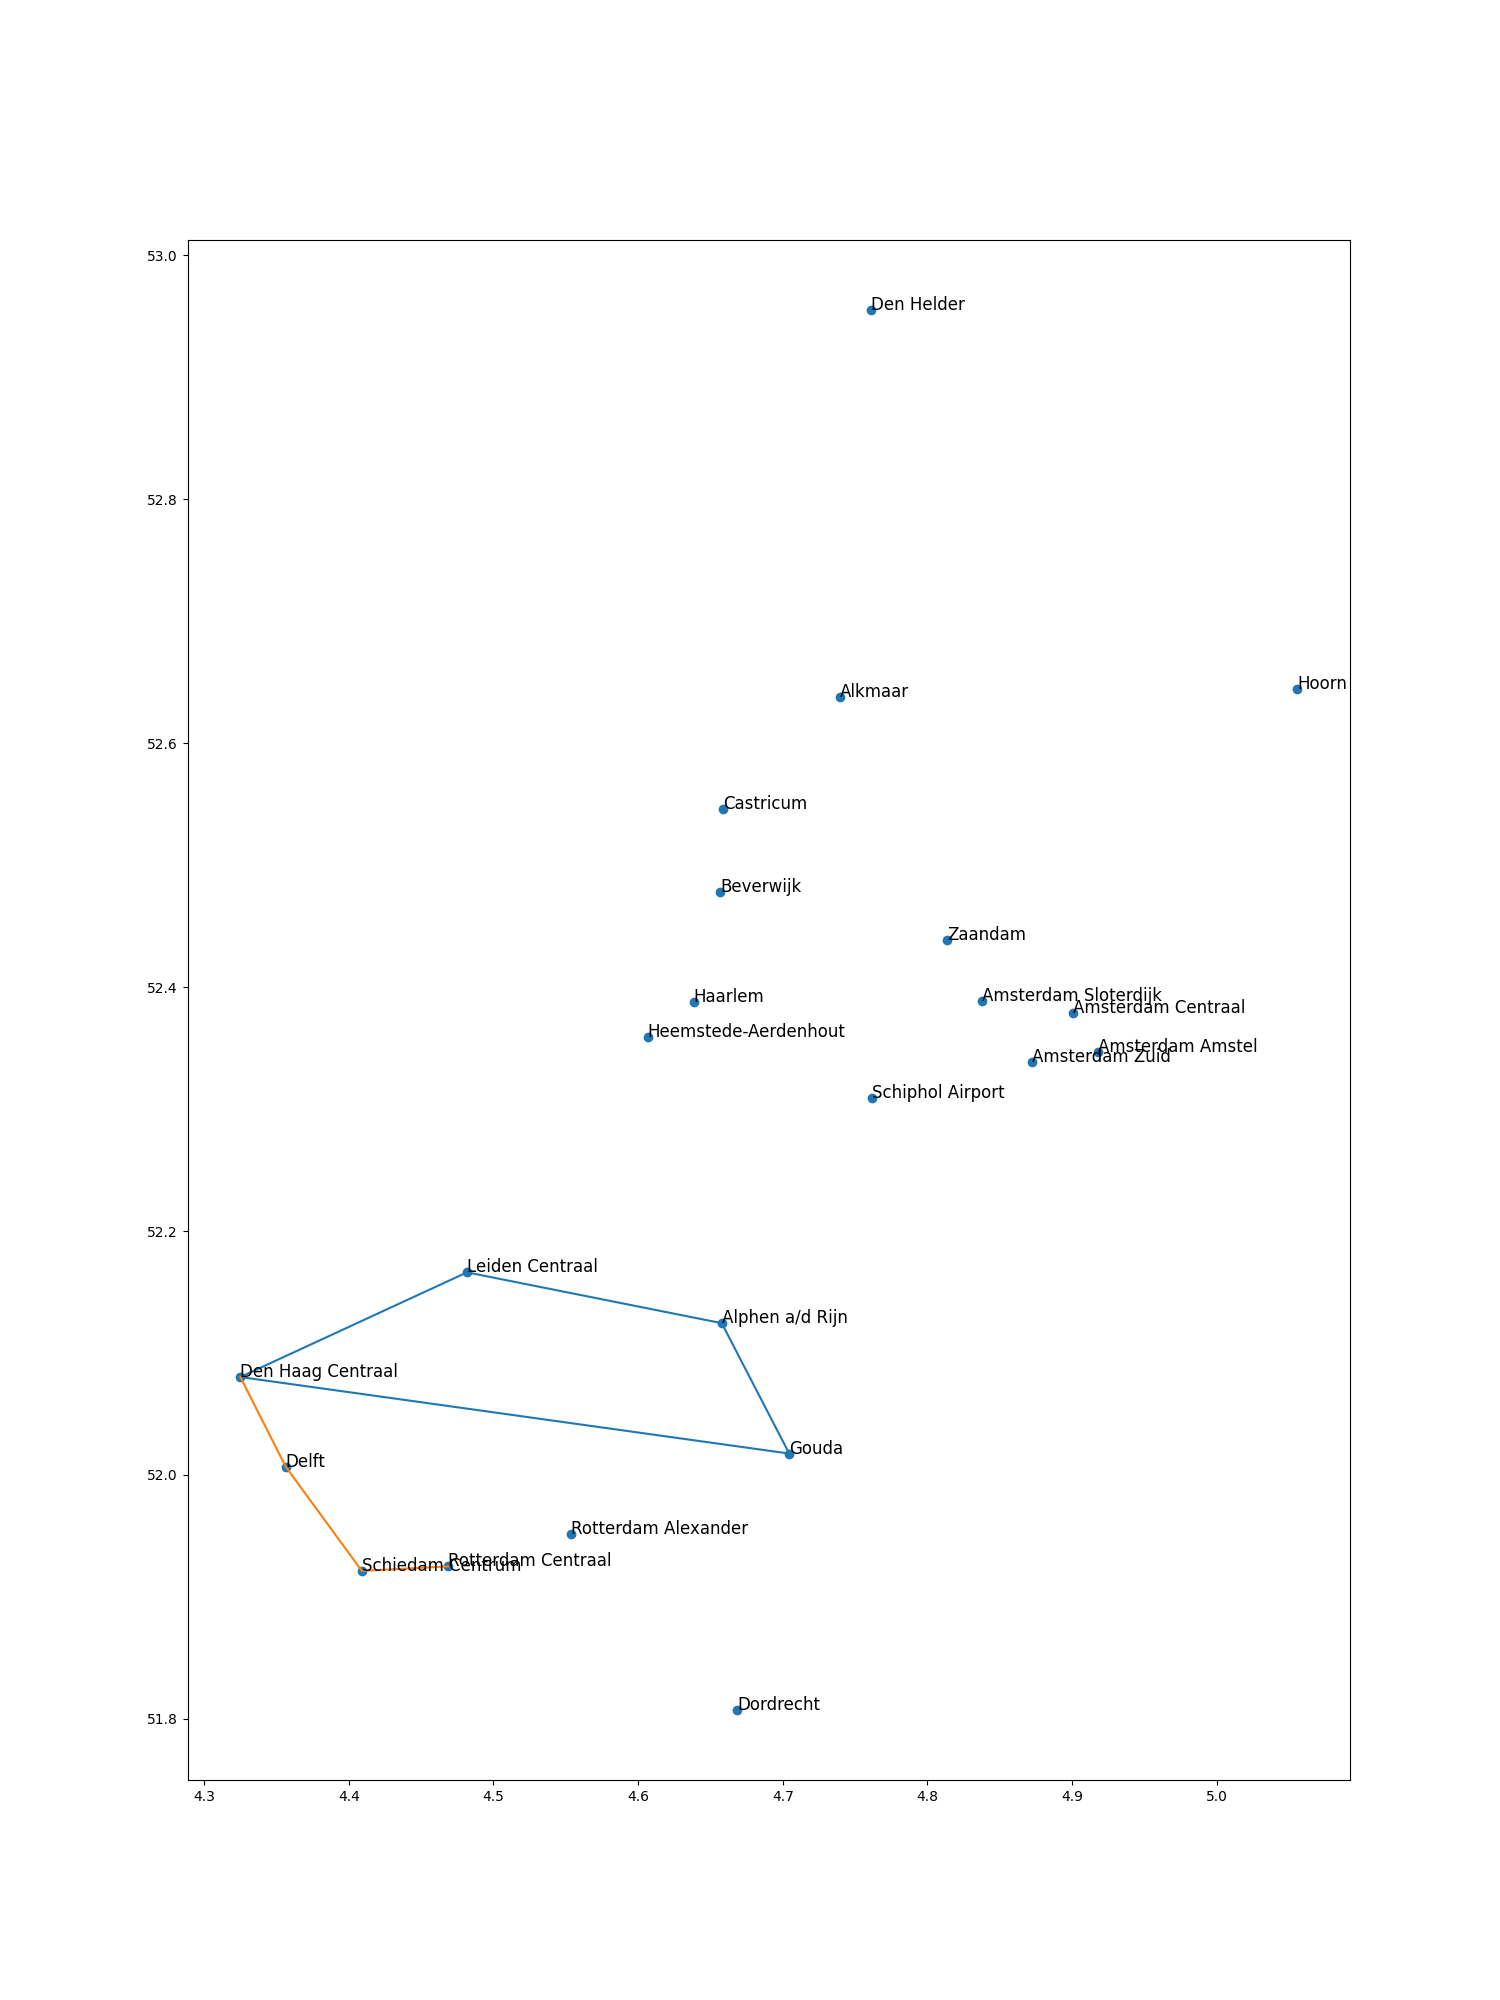 53.0
Den Helder
52.8
Alkmaar
Hoorn
52.6
Castricum
Beverwijk
Zaandam
52.4
Haarlem
Amsterdam Sloterdijk
Amsterdam Centraal
Heemstede-Aerdenhout
Amsterdam Amstel
Amsterdam Zuid
Schiphol Airport
52.2
Leiden Centraal
Alphen a/d Rijn
Den Haag Centraal
Gouda
Delft
52.0
Rotterdam Alexander
Rotterdam Centraal
Schiedam Centrum
Dordrecht
51.8
4.3 4.4 4.5 4.6 4.7 4.8 4.9 5.0